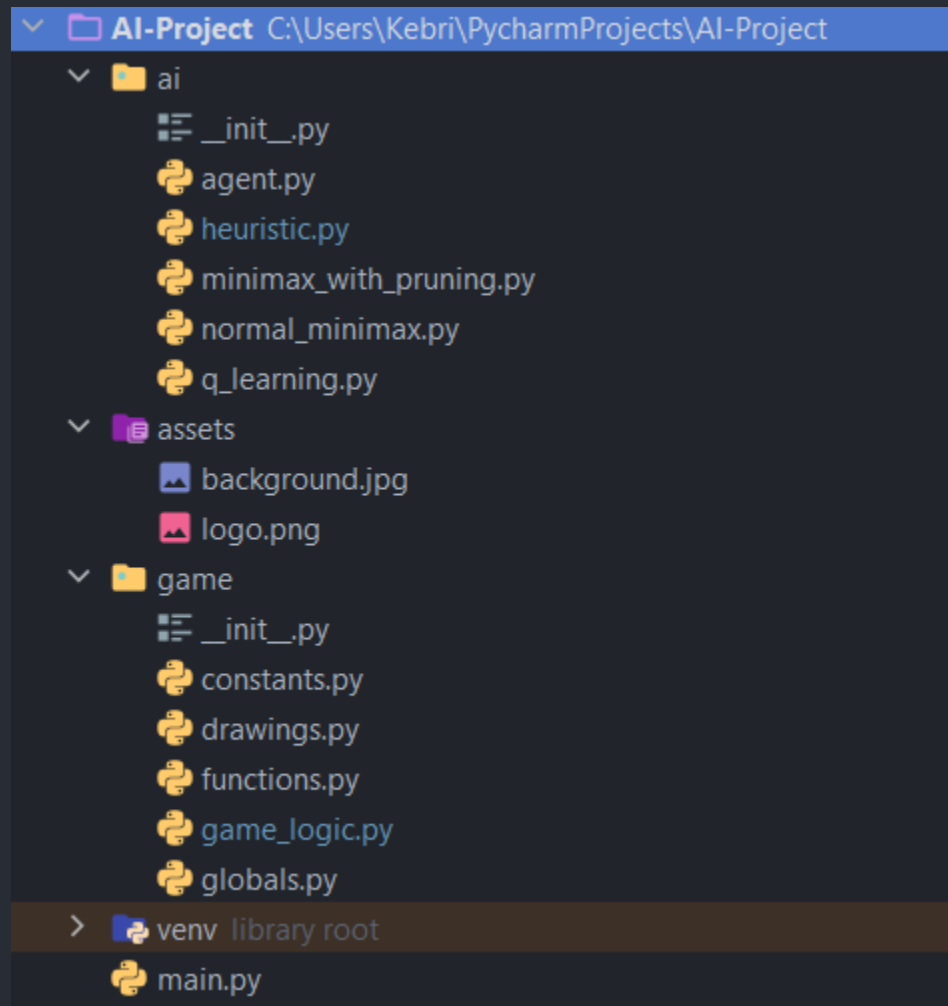 AI-Project C:\Users\Kebri\PycharmProjects\AI-Project
ai
__init__.py
agent.py
heuristic.py
minimax_with_pruning.py
normal_minimax.py
q_learning.py
assets
background.jpg
logo.png
game
__init__.py
constants.py
drawings.py
functions.py
game_logic.py
globals.py
venv library root
main.py